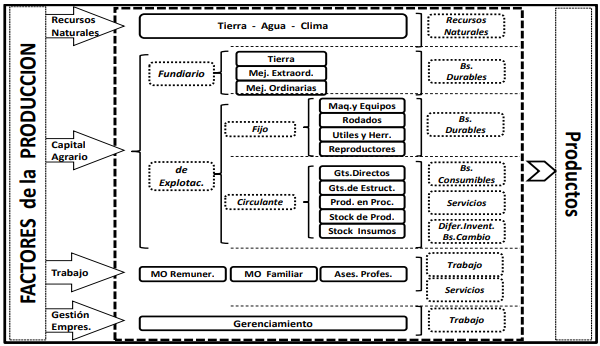 FACTORES de la PRODUCCION
Recursos
Naturales
Tierra - Agua - Clima
Recursos
Naturales
Capital
Agrario
Fundiario
Tierra
Mej. Extraord.
Mej. Ordinarias
Bs.
Durables
de
Explotac.
Fijo
Maq.y Equipos
Rodados
Utiles y Herr.
Reproductores
Bs.
Durables
Circulante
Gts.Directos
Gts.de Estruct.
Prod. en Proc.
Stock de Prod.
Stock Insumos
Bs.
Consumibles
Servicios
Difer.Invent.
Bs.Cambio
Trabajo
MO Remuner.
MO Familiar
Ases. Profes.
Trabajo
Servicios
Gestión
Empres.
Gerenciamiento
Trabajo
Productos